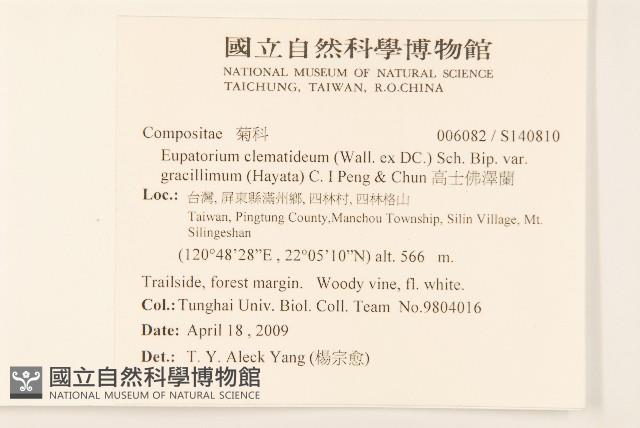 國立自然科學博物館
NATIONAL MUSEUM OF NATURAL SCIENCE
TAICHUNG, TAIWAN, R.O.CHINA
Compositae 菊科 006082 / S140810
Eupatorium clematideum (Wall. ex DC.) Sch. Bip. var.
gracillimum (Hayata) C. I Peng & Chun 高士佛澤蘭
Loc.: 台灣, 屏東縣滿州鄉, 四林村, 四林格山
Taiwan, Pingtung County,Manchou Township, Silin Village, Mt.
Silingeshan
(120°48’28”E , 22°05’10”N) alt. 566 m.
Trailside, forest margin. Woody vine, fl. white.
Col.: Tunghai Univ. Biol. Coll. Team No.9804016
Date: April 18 , 2009
Det.: T. Y. Aleck Yang (楊宗愈)
國立自然科學博物館
NATIONAL MUSEUM OF NATURAL SCIENCE